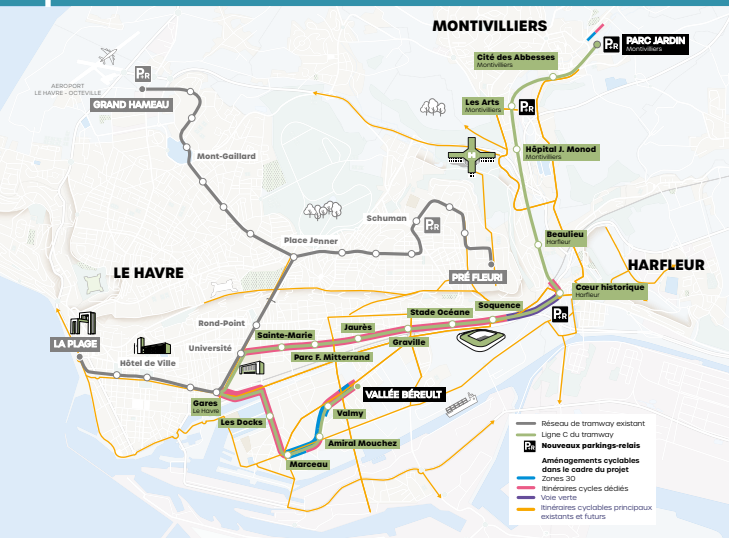 MONTIVILLIERS
P+R
PARC JARDIN
Montivilliers
Cité des Abbesses
Montivilliers
P+R
AEROPORT
LE HAVRE - OCTEVILLE
GRAND HAMEAU
Les Arts
Montivilliers
P+R
H
Hôpital J. Monod
Montivilliers
Mont-Gaillard
Schuman
P+R
Place Jenner
Beaulieu
Harfleur
LE HAVRE
HARFLEUR
PRÉ FLEURI
Cœur historique
Harfleur
P+R
Soquence
Stade Océane
Rond-Point
Jaurès
Sainte-Marie
Graville
LA PLAGE
Université
Parc F. Mitterrand
Hôtel de Ville
VALLÉE BÉREULT
Gares
Le Havre
Valmy
Les Docks
Amiral Mouchez
Marceau
Réseau de tramway existant
Ligne C du tramway
P+R Nouveaux parkings-relais
Aménagements cyclables
dans le cadre du projet
Zones 30
Itinéraires cycles dédiés
Voie verte
Itinéraires cyclables principaux
existants et futurs